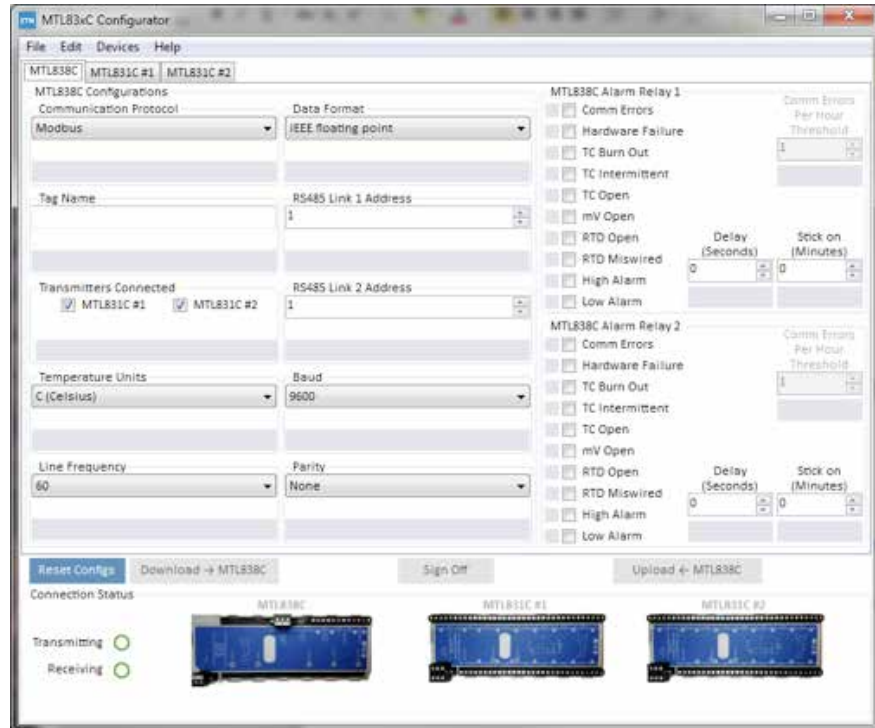 MTL83xC Configurator
File Edit Devices Help
MTL838C MTL831C #1 MTL831C #2
MTL838C Configurations
Communication Protocol
Modbus
Data Format
IEEE floating point
Tag Name
RS485 Link 1 Address
1
Transmitters Connected
MTL831C #1 MTL831C #2
RS485 Link 2 Address
1
Temperature Units
C (Celsius)
Baud
9600
Line Frequency
60
Parity
None
MTL838C Alarm Relay 1
Comm Errors
Hardware Failure
TC Burn Out
TC Intermittent
TC Open
mV Open
RTD Open
RTD Miswired
High Alarm
Low Alarm
Comm Errors
Per Hour
Threshold
1
Delay
(Seconds)
0
Stick on
(Minutes)
0
MTL838C Alarm Relay 2
Comm Errors
Hardware Failure
TC Burn Out
TC Intermittent
TC Open
mV Open
RTD Open
RTD Miswired
High Alarm
Low Alarm
Comm Errors
Per Hour
Threshold
1
Delay
(Seconds)
0
Stick on
(Minutes)
0
Reset Configs Download → MTL838C Sign Off Upload ← MTL838C
Connection Status
Transmitting
Receiving
MTL838C MTL831C #1 MTL831C #2